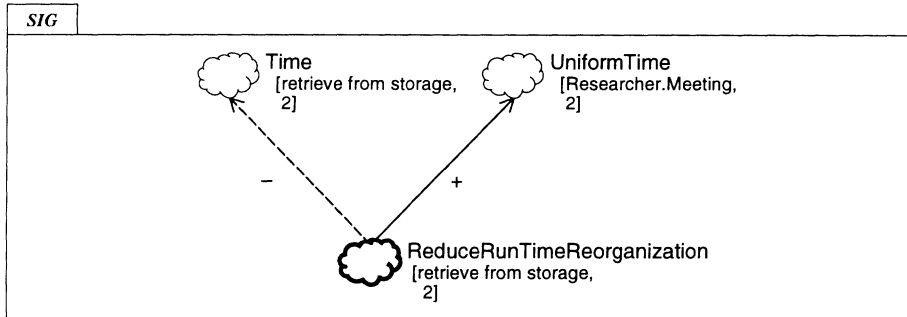 SIG
Time
[retrieve from storage,
2]
UniformTime
[Researcher.Meeting,
2]
−
+
ReduceRunTimeReorganization
[retrieve from storage,
2]